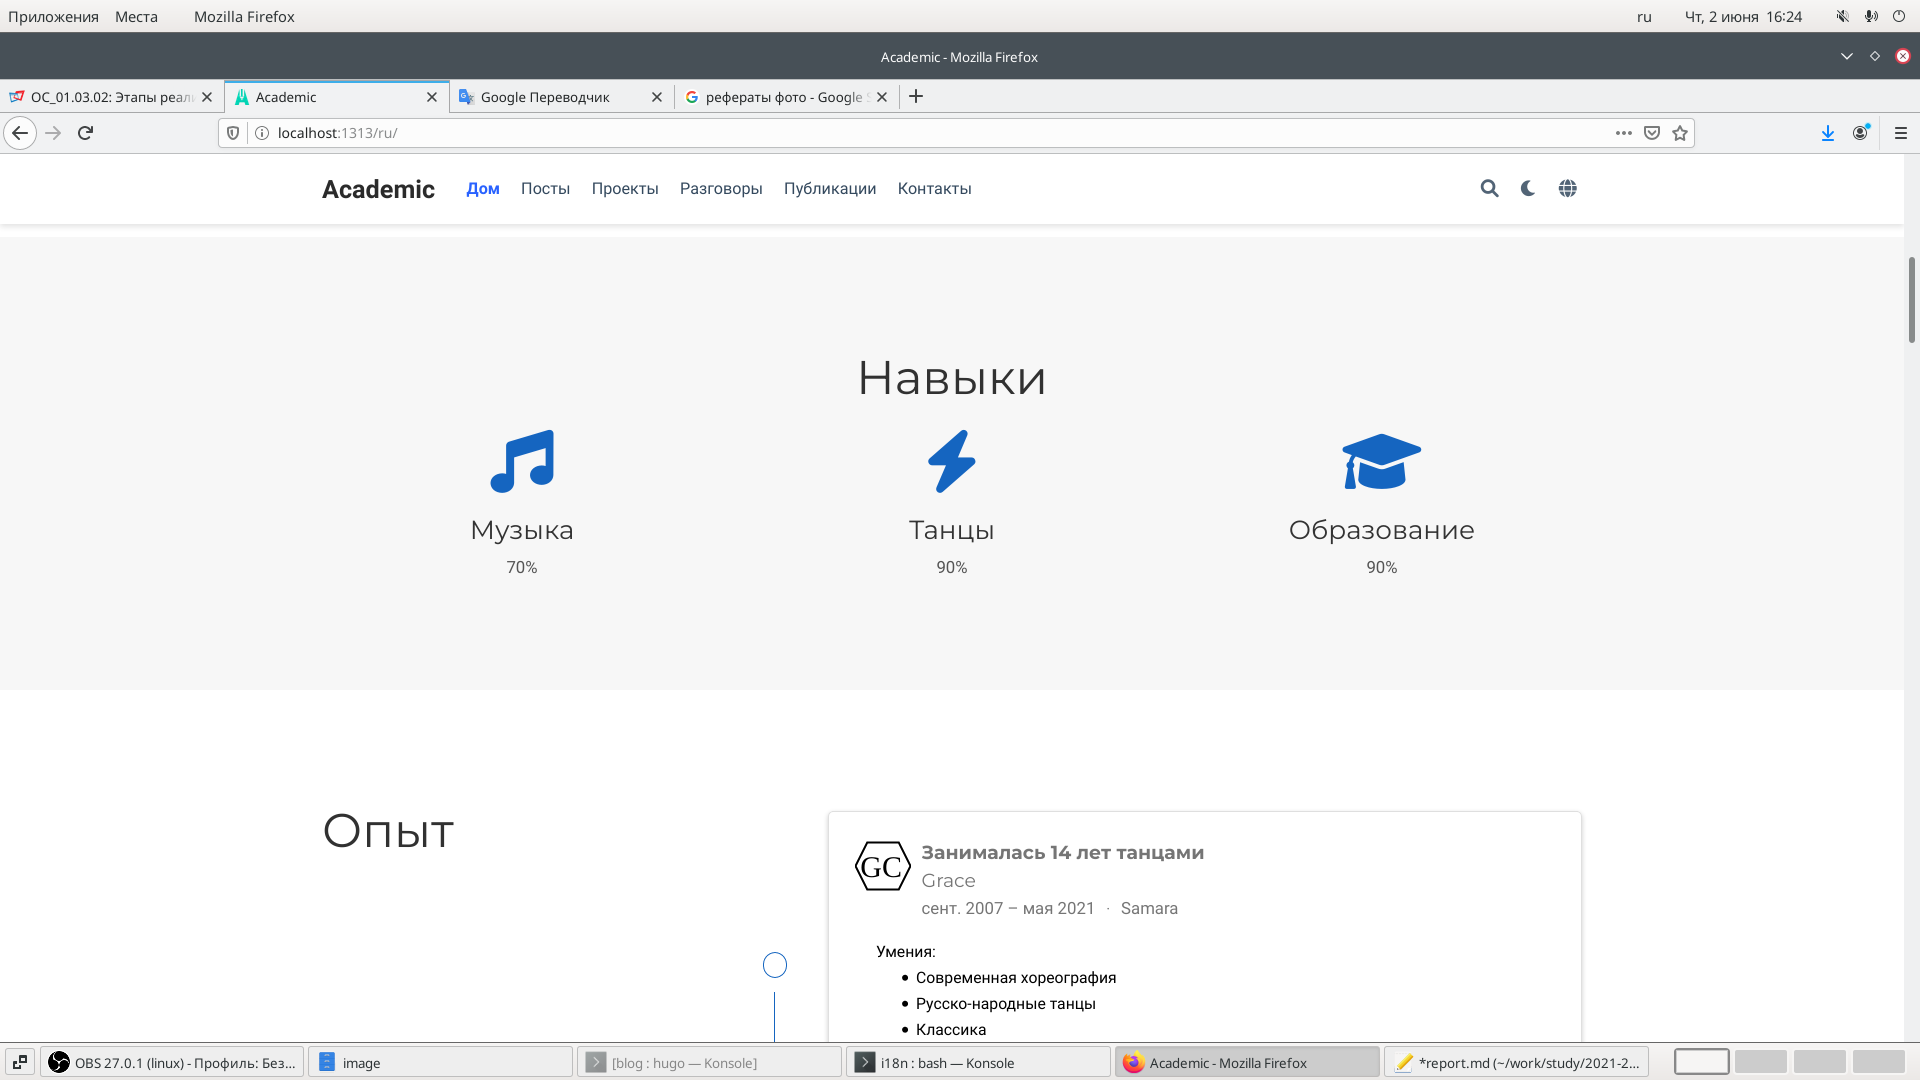 Приложения Места Mozilla Firefox ru Чт, 2 июня 16:24
Academic - Mozilla Firefox
ОС_01.03.02: Этапы реал Academic Google Переводчик рефераты фото - Google S
localhost:1313/ru/
Academic Дом Посты Проекты Разговоры Публикации Контакты
Навыки
Музыка Танцы Образование
70% 90% 90%
Опыт
GC
Занималась 14 лет танцами
Grace
сент. 2007 – мая 2021 · Samara
Умения:
Современная хореография
Русско-народные танцы
Классика
OBS 27.0.1 (linux) - Профиль: Без... image [blog : hugo — Konsole] i18n : bash — Konsole Academic - Mozilla Firefox *report.md (~/work/study/2021-2...